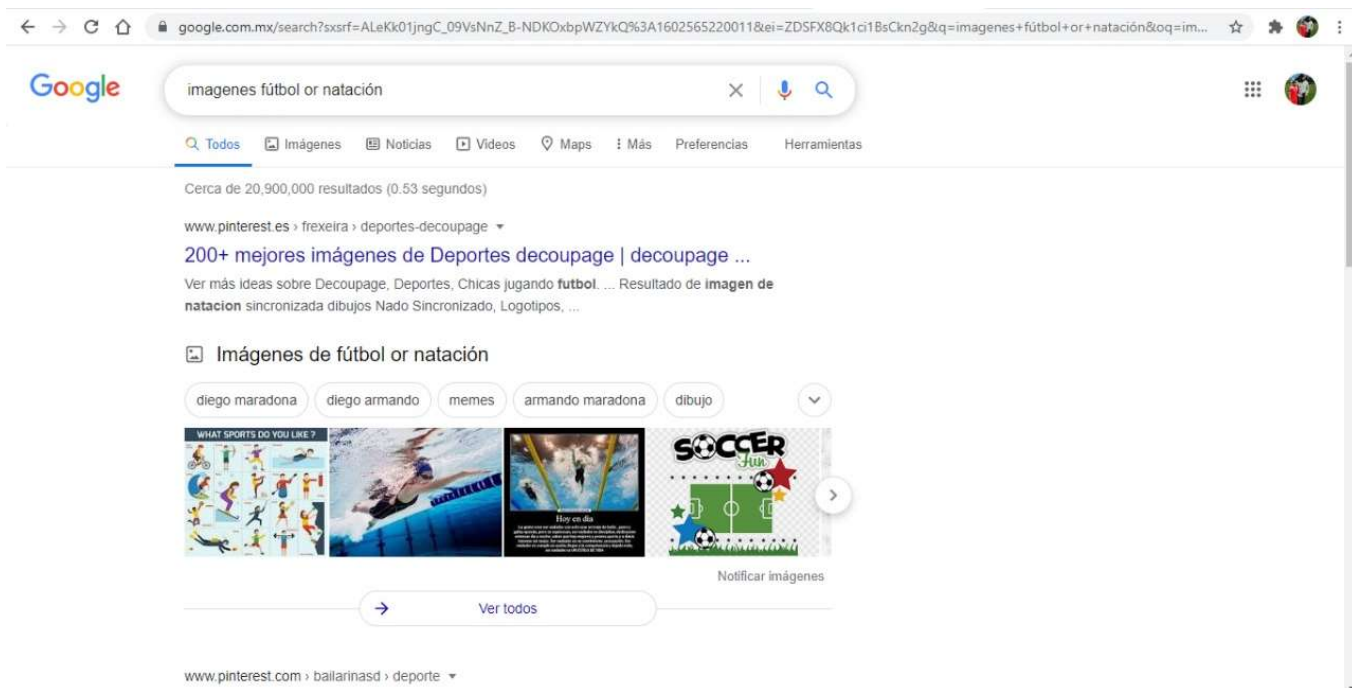 google.com.mx/search?sxsrf=ALeKk01jngC_09VsNnZ_B-NDKOxbpWZYkQ%3A1602565220011&ei=ZDSFX8Qk1ci1BsCkn2g&q=imagenes+fútbol+or+natación&oq=im...
Google
imagenes fútbol or natación
Todos Imágenes Noticias Videos Maps Más Preferencias Herramientas
Cerca de 20,900,000 resultados (0.53 segundos)
www.pinterest.es › frexeira › deportes-decoupage
200+ mejores imágenes de Deportes decoupage | decoupage ...
Ver más ideas sobre Decoupage, Deportes, Chicas jugando futbol. ... Resultado de imagen de
natacion sincronizada dibujos Nado Sincronizado, Logotipos, ...
Imágenes de fútbol or natación
diego maradona diego armando memes armando maradona dibujo
WHAT SPORTS DO YOU LIKE ?
Hoy en día
SOCCER
Fun
Notificar imágenes
Ver todos
www.pinterest.com › bailarinasd › deporte